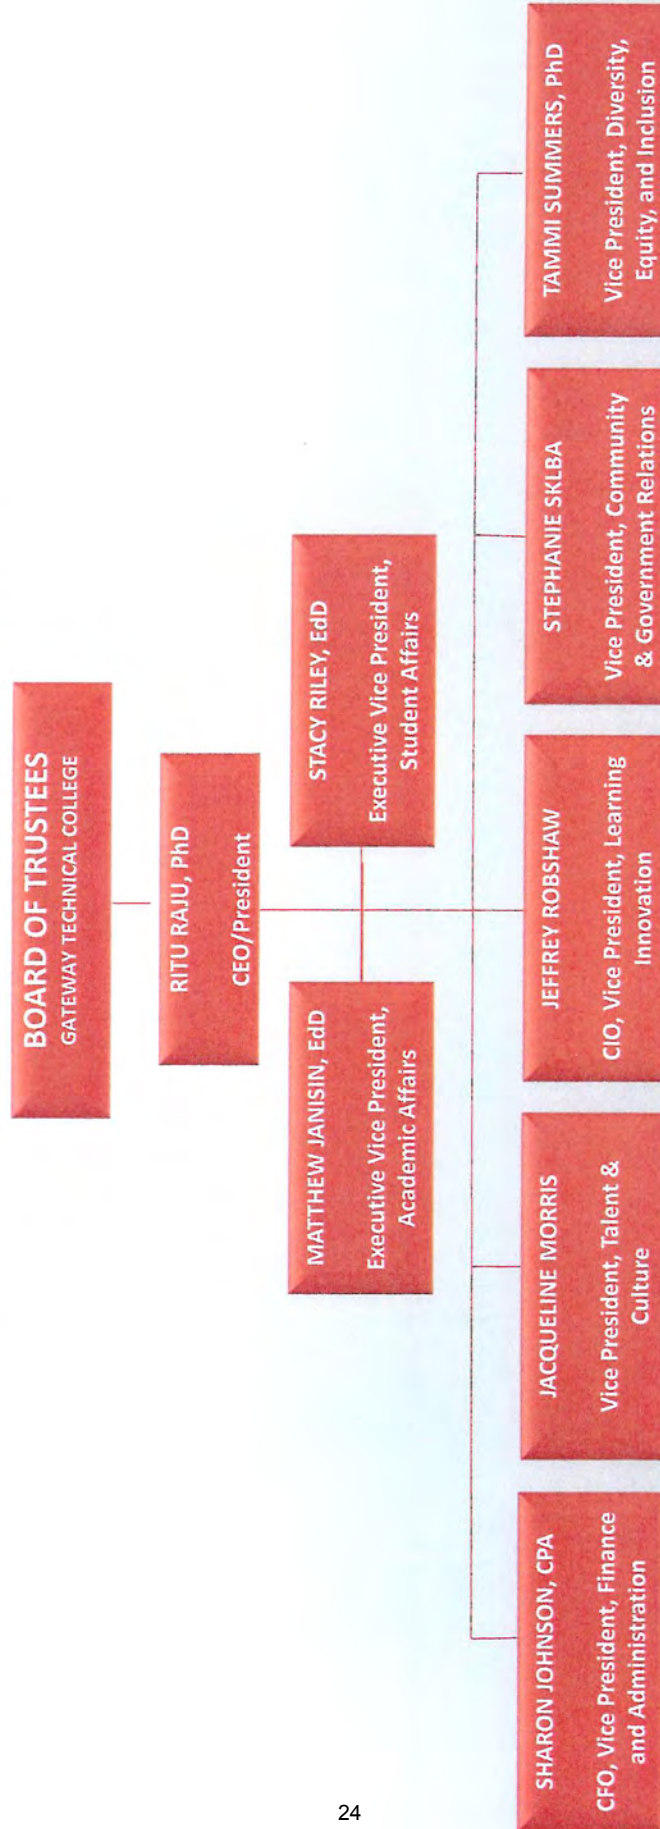 BOARD OF TRUSTEES
GATEWAY TECHNICAL COLLEGE
RITU RAJU, PhD
CEO/President
MATTHEW JANISIN, EdD
Executive Vice President,
Academic Affairs
STACY RILEY, EdD
Executive Vice President,
Student Affairs
SHARON JOHNSON, CPA
CFO, Vice President, Finance
and Administration
JACQUELINE MORRIS
Vice President, Talent &
Culture
JEFFREY ROBSHAW
CIO, Vice President, Learning
Innovation
STEPHANIE SKLBA
Vice President, Community
& Government Relations
TAMMI SUMMERS, PhD
Vice President, Diversity,
Equity, and Inclusion
24